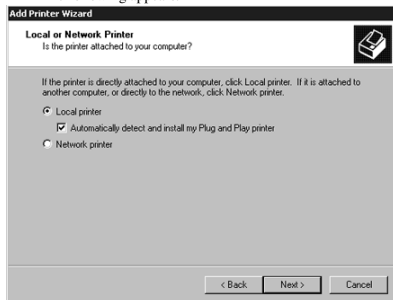 Add Printer Wizard
Local or Network Printer
Is the printer attached to your computer?
If the printer is directly attached to your computer, click Local printer. If it is attached to
another computer, or directly to the network, click Network printer.
Local printer
Automatically detect and install my Plug and Play printer
Network printer
< Back Next > Cancel